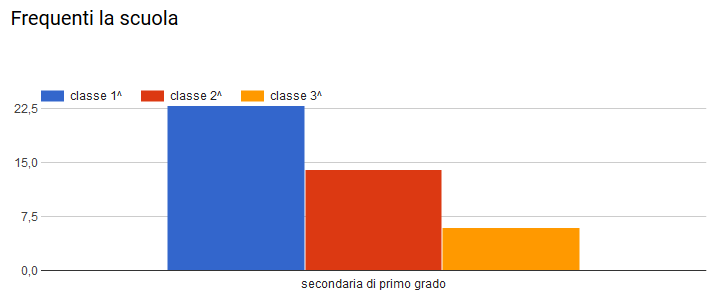 Frequenti la scuola
classe 1^ classe 2^ classe 3^
22,5
15,0
7,5
0,0
secondaria di primo grado